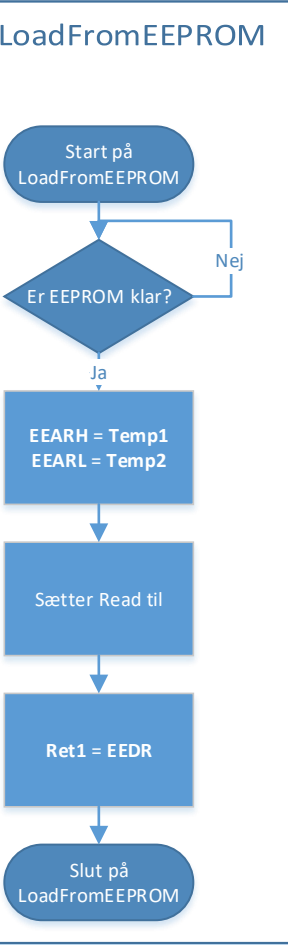 LoadFromEEPROM
Start på
LoadFromEEPROM
Nej
Er EEPROM klar?
Ja
EEARH = Temp1
EEARL = Temp2
Sætter Read til
Ret1 = EEDR
Slut på
LoadFromEEPROM